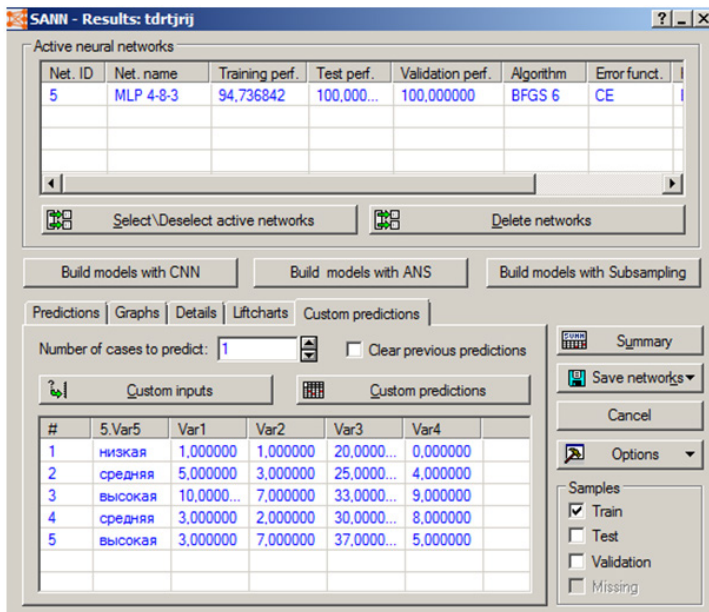 SANN - Results: tdrtjrij
Active neural networks
Net. ID Net. name Training perf. Test perf. Validation perf. Algorithm Error funct.
5 MLP 4-8-3 94,736842 100,000... 100,000000 BFGS 6 CE
Select\Deselect active networks Delete networks
Build models with CNN Build models with ANS Build models with Subsampling
Predictions Graphs Details Liftcharts Custom predictions
Number of cases to predict: 1 Clear previous predictions
Custom inputs Custom predictions
# 5.Var5 Var1 Var2 Var3 Var4
1 низкая 1,000000 1,000000 20,0000... 0,000000
2 средняя 5,000000 3,000000 25,0000... 4,000000
3 высокая 10,0000... 7,000000 33,0000... 9,000000
4 средняя 3,000000 2,000000 30,0000... 8,000000
5 высокая 3,000000 7,000000 37,0000... 5,000000
Summary
Save networks
Cancel
Options
Samples
Train
Test
Validation
Missing